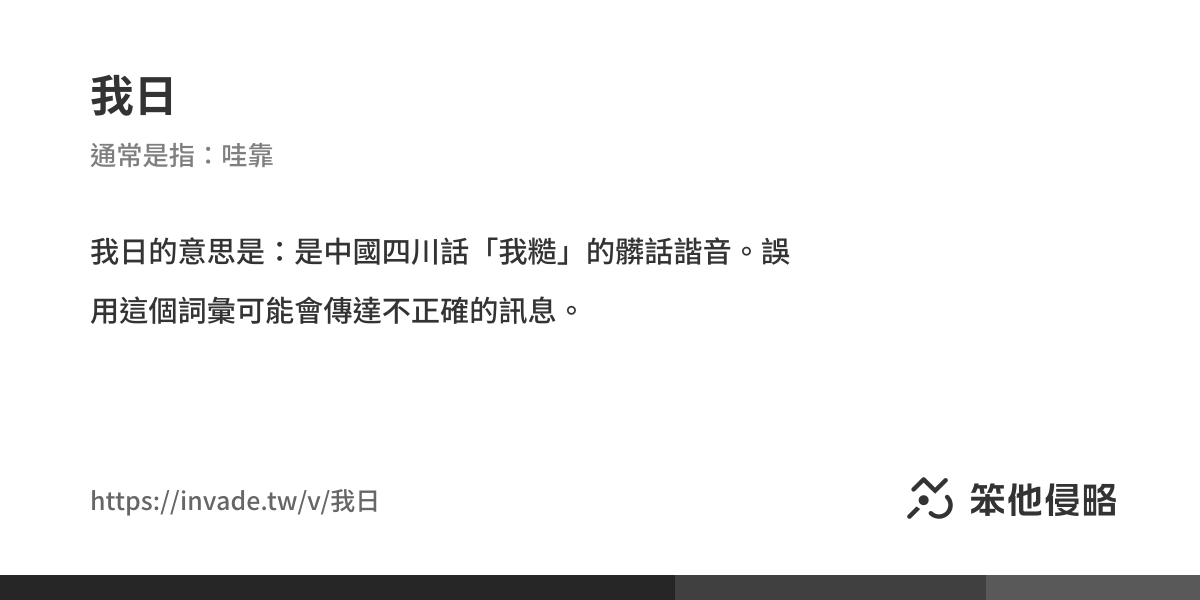 我日
通常是指：哇靠
我日的意思是：是中國四川話「我糙」的髒話諧音。誤
用這個詞彙可能會傳達不正確的訊息。
https://invade.tw/v/我日
笨他侵略